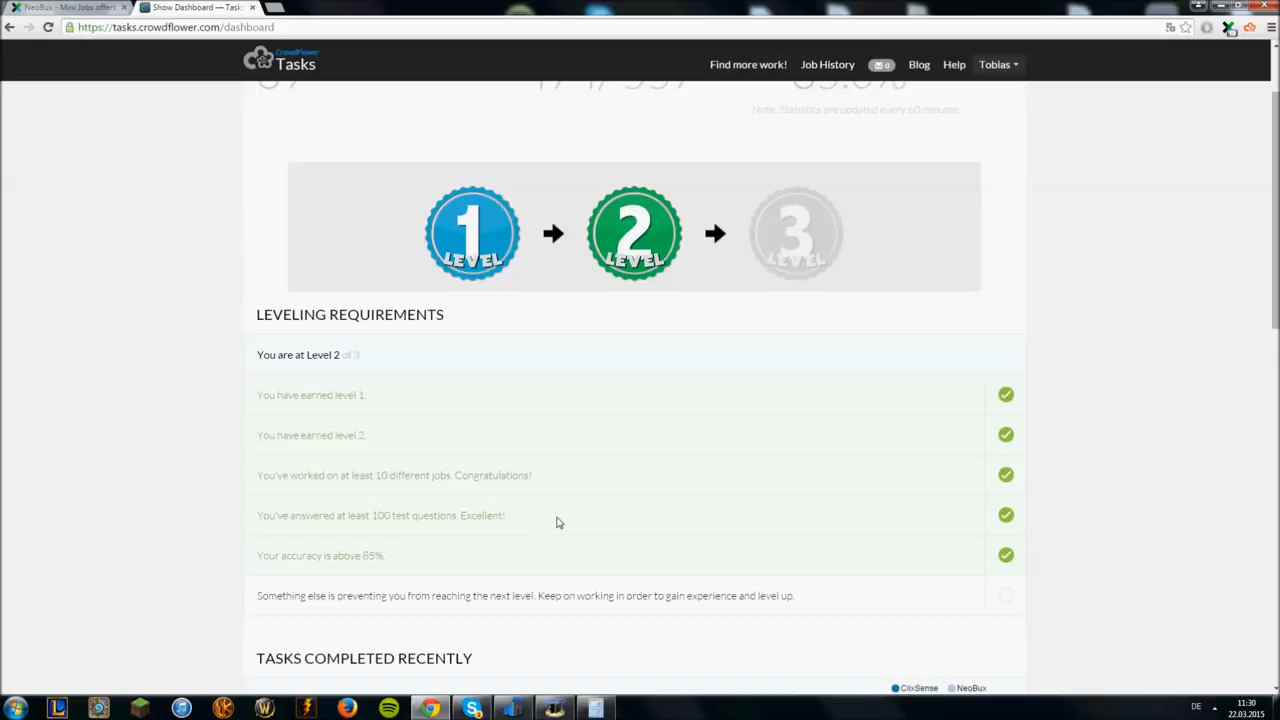 NeoBux - Mini Jobs offers
Show Dashboard — Task
https://tasks.crowdflower.com/dashboard
CrowdFlower
Tasks
Find more work!
Job History
0
Blog
Help
Tobias
Note: Statistics are updated every 60 minutes
1 LEVEL
2 LEVEL
3 LEVEL
LEVELING REQUIREMENTS
You are at Level 2 of 3
You have earned level 1.
You have earned level 2.
You've worked on at least 10 different jobs. Congratulations!
You've answered at least 100 test questions. Excellent!
Your accuracy is above 85%.
Something else is preventing you from reaching the next level. Keep on working in order to gain experience and level up.
TASKS COMPLETED RECENTLY
ClixSense
NeoBux
DE
11:30
22.03.2015